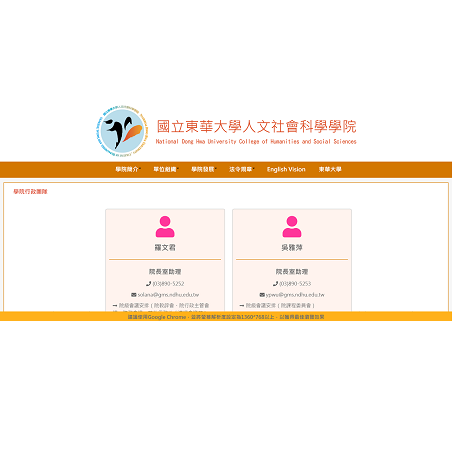 國立東華大學人文社會科學學院
National Dong Hwa University College of Humanities and Social Sciences
學院簡介 單位組織 學院發展 法令規章 English Vision 東華大學
學院行政團隊
羅文君
院長室助理
(03)890-5252
solana@gms.ndhu.edu.tw
院級會議安排（院教評會、院行政主管會
吳雅萍
院長室助理
(03)890-5253
ypwu@gms.ndhu.edu.tw
院級會議安排（院課程委員會）
建議使用Google Chrome，螢幕螢幕解析度設定為1360*768以上，以獲得最佳瀏覽效果